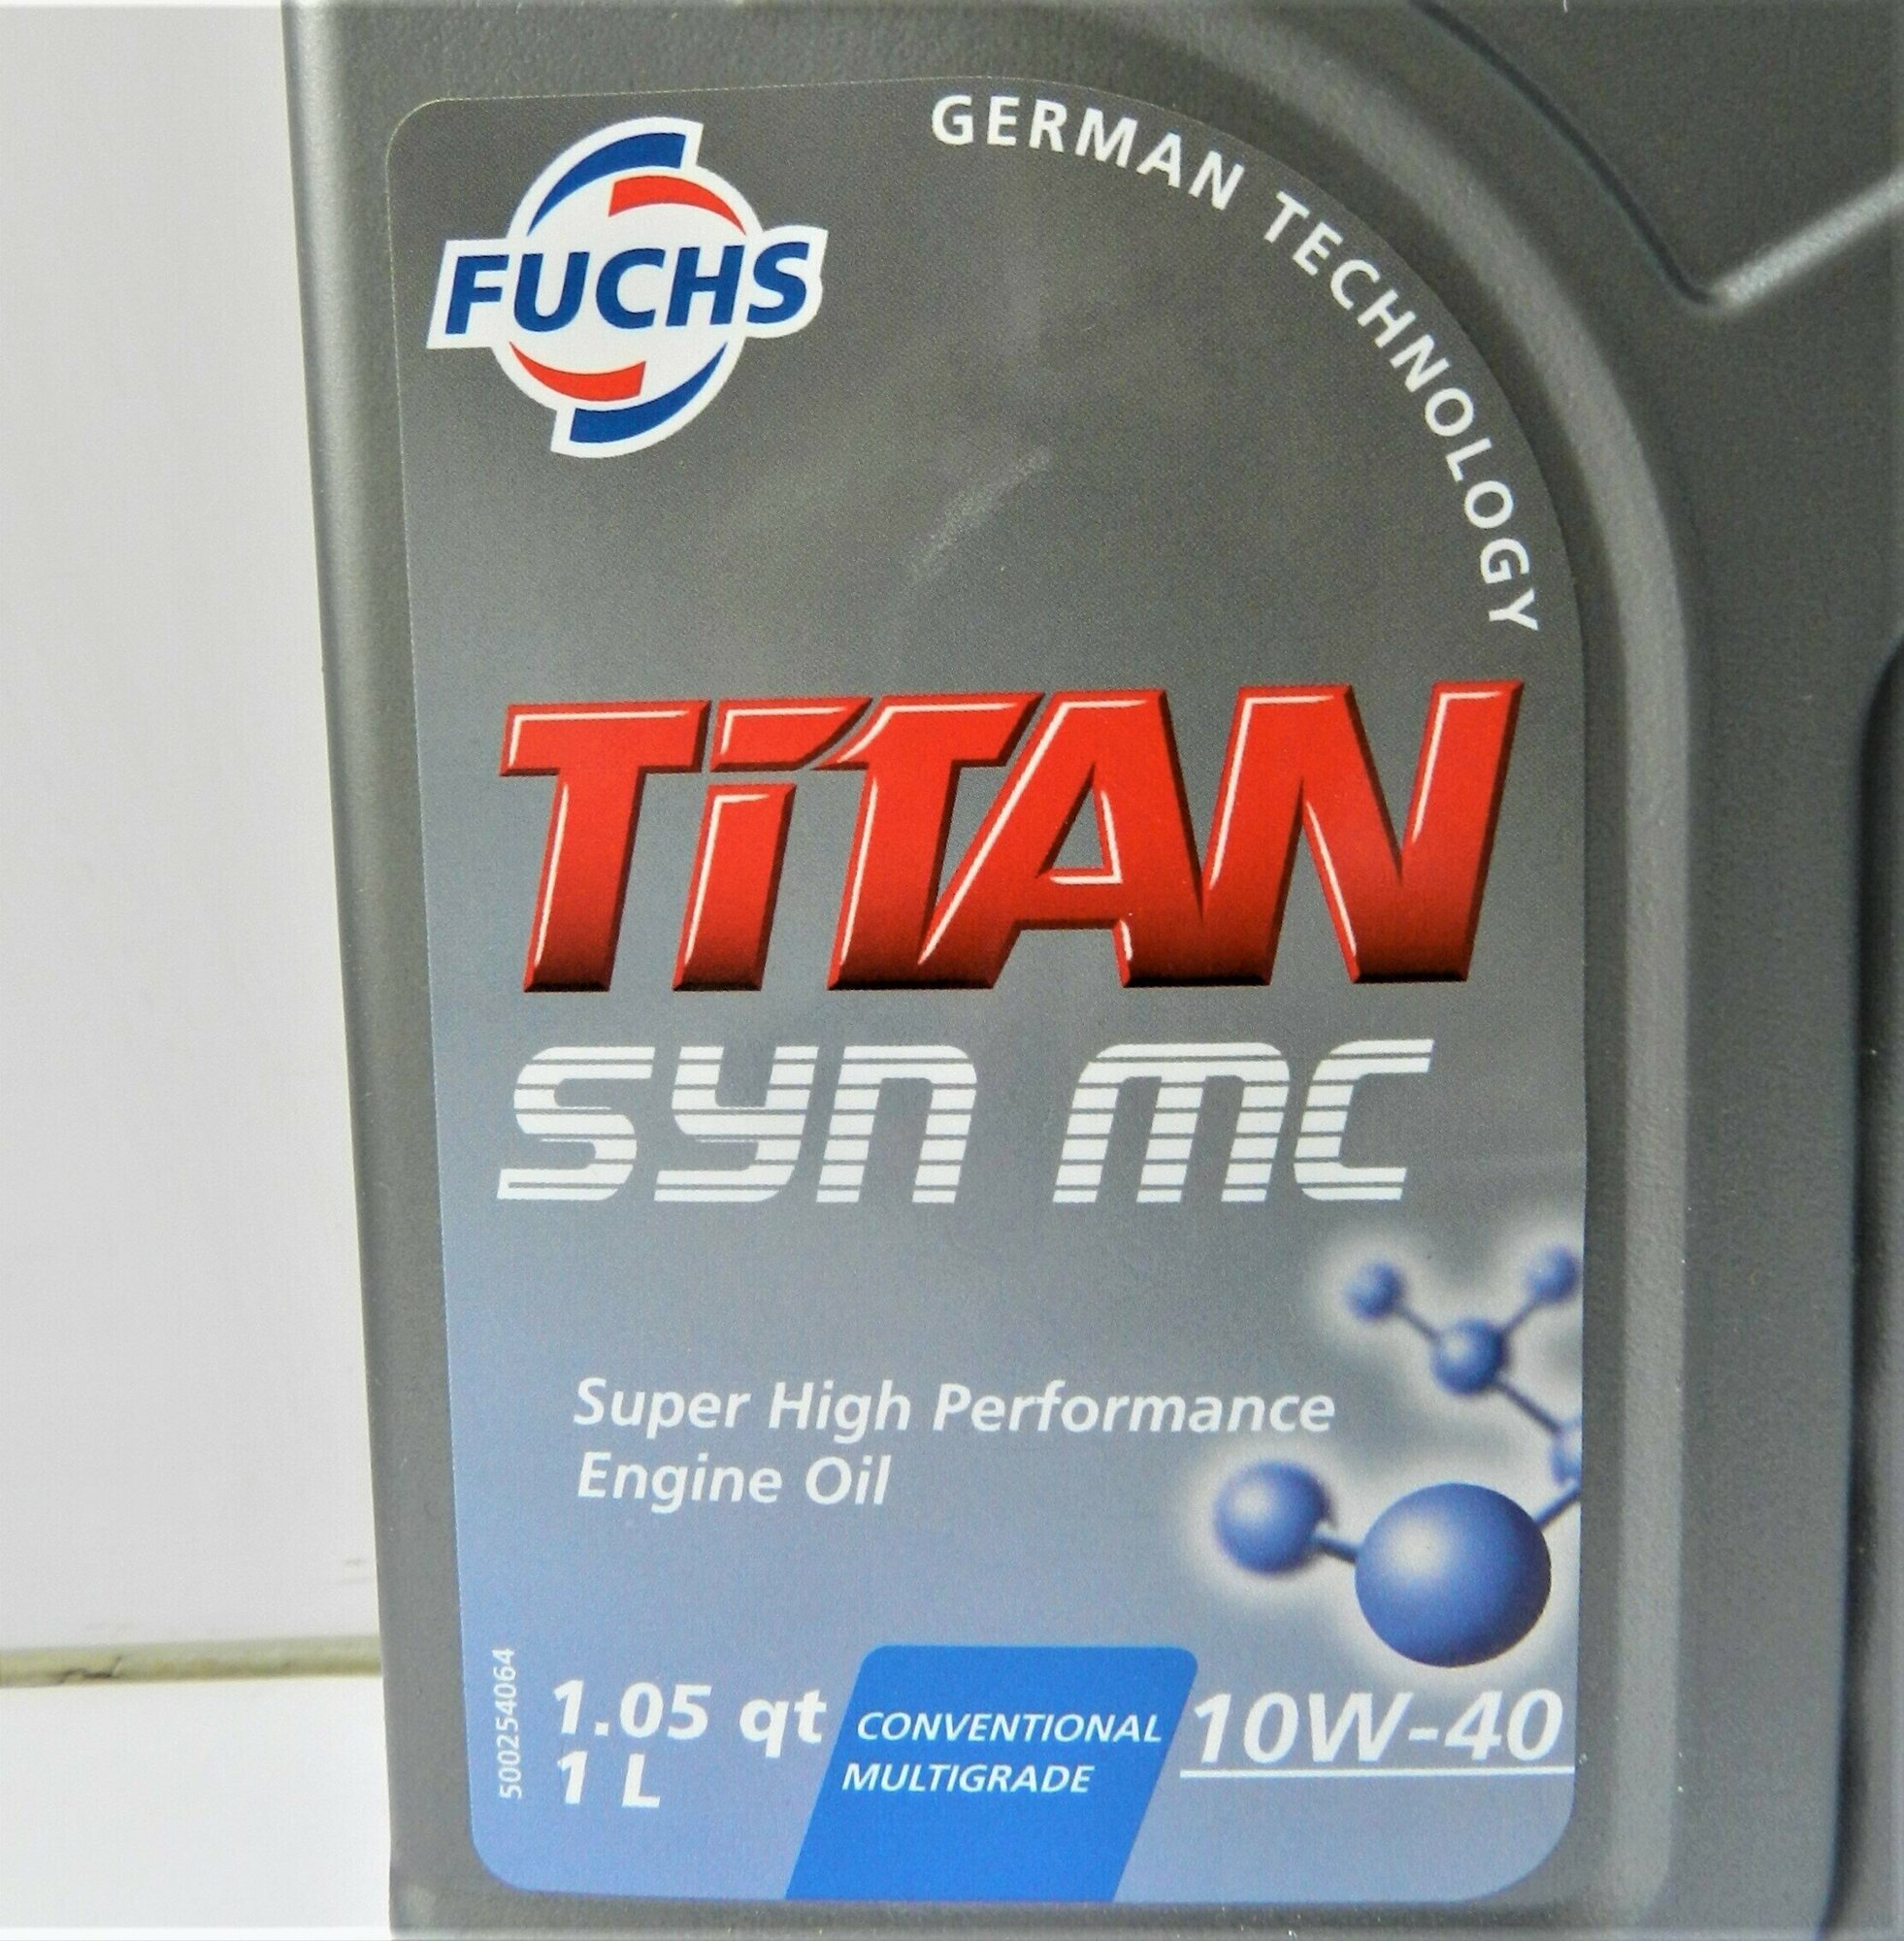 FUCHS
GERMAN TECHNOLOGY
TiTAN
SYN MC
Super High Performance
Engine Oil
500254064
1.05 qt
1 L
CONVENTIONAL
MULTIGRADE
10W-40